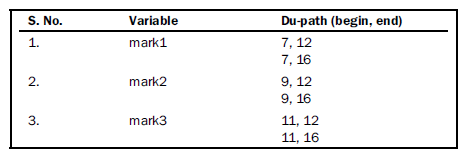 S. No. Variable Du-path (begin, end)
1. mark1 7, 12
7, 16
2. mark2 9, 12
9, 16
3. mark3 11, 12
11, 16